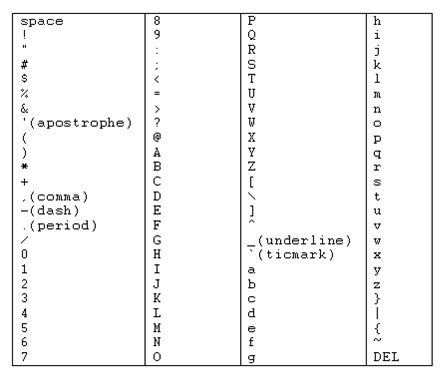 space
!
"
#
$
%
&
'(apostrophe)
(
)
*
+
,(comma)
-(dash)
.(period)
/
0
1
2
3
4
5
6
7
8
9
:
;
<
=
>
?
@
A
B
C
D
E
F
G
H
I
J
K
L
M
N
O
P
Q
R
S
T
U
V
W
X
Y
Z
[
\
]
^
_(underline)
`(ticmark)
a
b
c
d
e
f
g
h
i
j
k
l
m
n
o
p
q
r
s
t
u
v
w
x
y
z
}
|
{
~
DEL